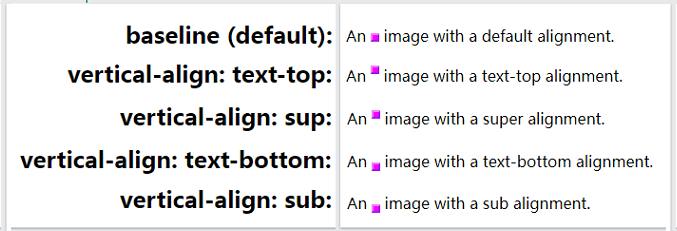 baseline (default): An image with a default alignment.
vertical-align: text-top: An image with a text-top alignment.
vertical-align: sup: An image with a super alignment.
vertical-align: text-bottom: An image with a text-bottom alignment.
vertical-align: sub: An image with a sub alignment.